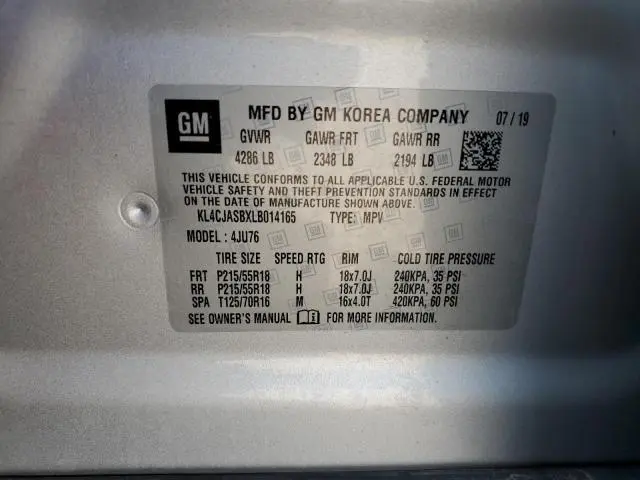 GM MFD BY GM KOREA COMPANY 07/19
GVWR GAWR FRT GAWR RR
4286 LB 2348 LB 2194 LB
THIS VEHICLE CONFORMS TO ALL APPLICABLE U.S. FEDERAL MOTOR
VEHICLE SAFETY AND THEFT PREVENTION STANDARDS IN EFFECT
ON THE DATE OF MANUFACTURE SHOWN ABOVE.
KL4CJASBXLB014165 TYPE: MPV
MODEL: 4JU76
TIRE SIZE SPEED RTG RIM COLD TIRE PRESSURE
FRT P215/55R18 H 18x7.0J 240KPA, 35 PSI
RR P215/55R18 H 18x7.0J 240KPA, 35 PSI
SPA T125/70R16 M 16x4.0T 420KPA, 60 PSI
SEE OWNER'S MANUAL FOR MORE INFORMATION.